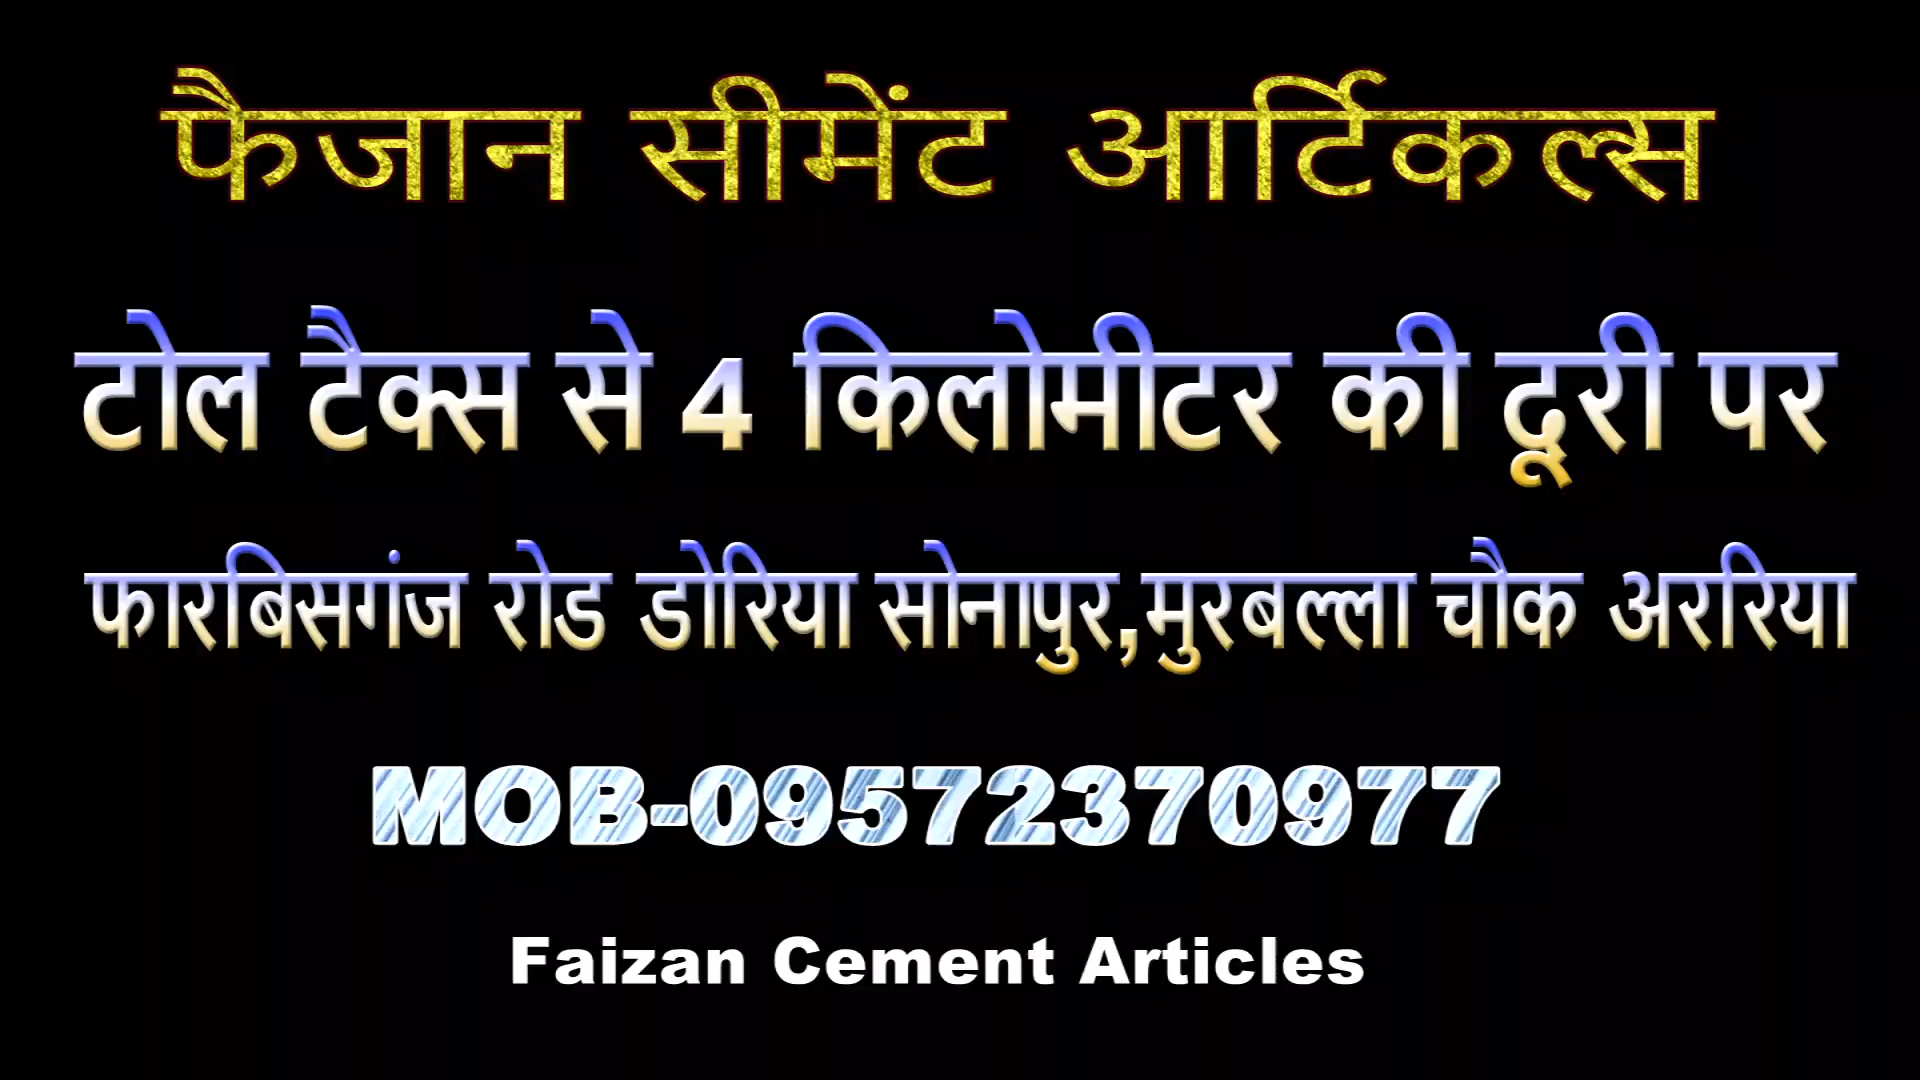 फैजान सीमेंट आर्टिकल्स
टोल टैक्स से 4 किलोमीटर की दूरी पर
फारबिसगंज रोड डोरिया सोनापुर,मुरबल्ला चौक अररिया
MOB-09572370977
Faizan Cement Articles